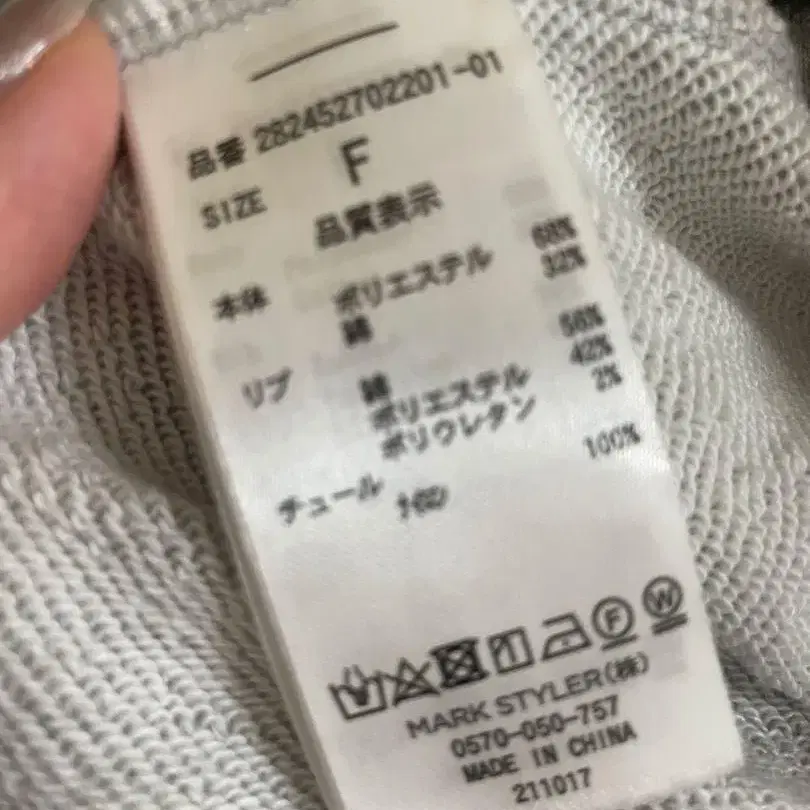 品番 282452702201-01
SIZE F
品質表示
本体 ポリエステル 68%
綿 32%
リブ 綿 56%
ポリエステル 42%
ポリウレタン 2%
チュール ナイロン 100%
F W
MARK STYLER(株)
0570-050-757
MADE IN CHINA
211017